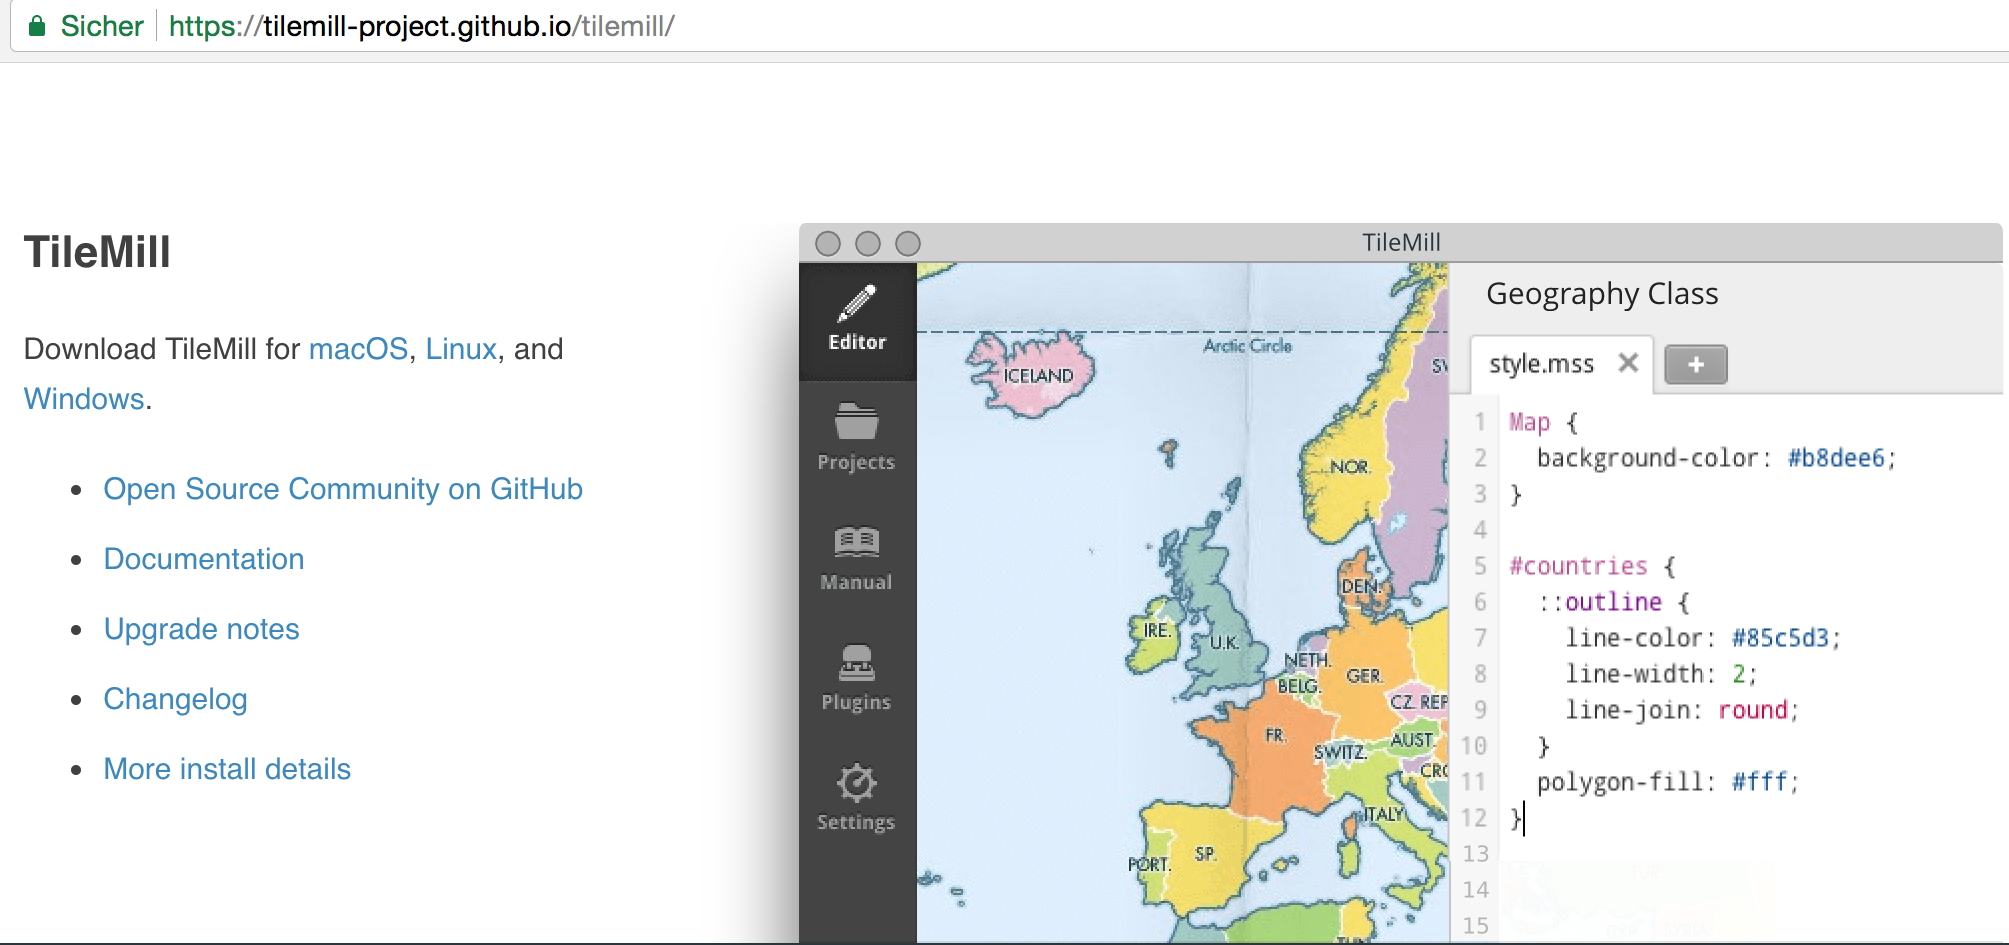 Sicher https://tilemill-project.github.io/tilemill/
TileMill
Download TileMill for macOS, Linux, and
Windows.
Open Source Community on GitHub
Documentation
Upgrade notes
Changelog
More install details
TileMill
Editor
Projects
Manual
Plugins
Settings
Arctic Circle
ICELAND
NOR.
DEN.
IRE.
U.K.
NETH.
BELG.
GER.
CZ. REP
FR.
SWITZ.
AUST.
CRO
ITALY
PORT.
SP.
Geography Class
style.mss
+
1 Map {
2 background-color: #b8dee6;
3 }
4
5 #countries {
6 ::outline {
7 line-color: #85c5d3;
8 line-width: 2;
9 line-join: round;
10 }
11 polygon-fill: #fff;
12 }
13
14
15